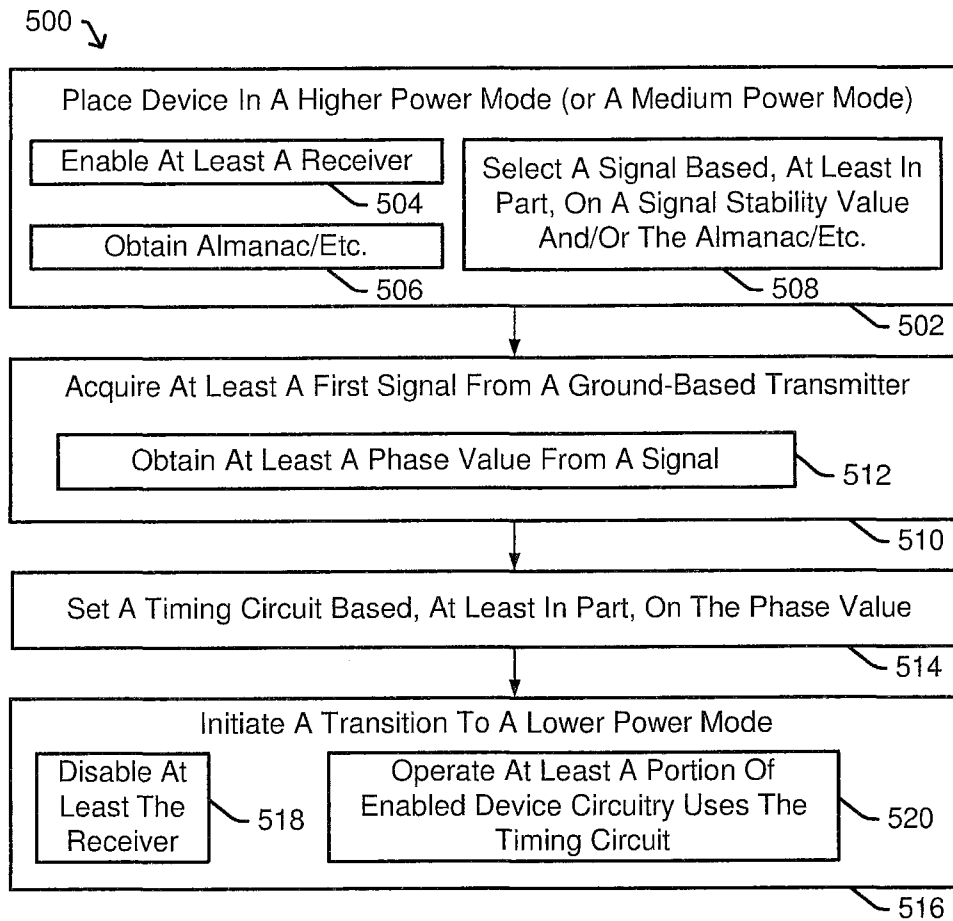 500
Place Device In A Higher Power Mode (or A Medium Power Mode)
Enable At Least A Receiver
504
Obtain Almanac/Etc.
506
Select A Signal Based, At Least In
Part, On A Signal Stability Value
And/Or The Almanac/Etc.
508
502
Acquire At Least A First Signal From A Ground-Based Transmitter
Obtain At Least A Phase Value From A Signal
512
510
Set A Timing Circuit Based, At Least In Part, On The Phase Value
514
Initiate A Transition To A Lower Power Mode
Disable At
Least The
Receiver
518
Operate At Least A Portion Of
Enabled Device Circuitry Uses The
Timing Circuit
520
516